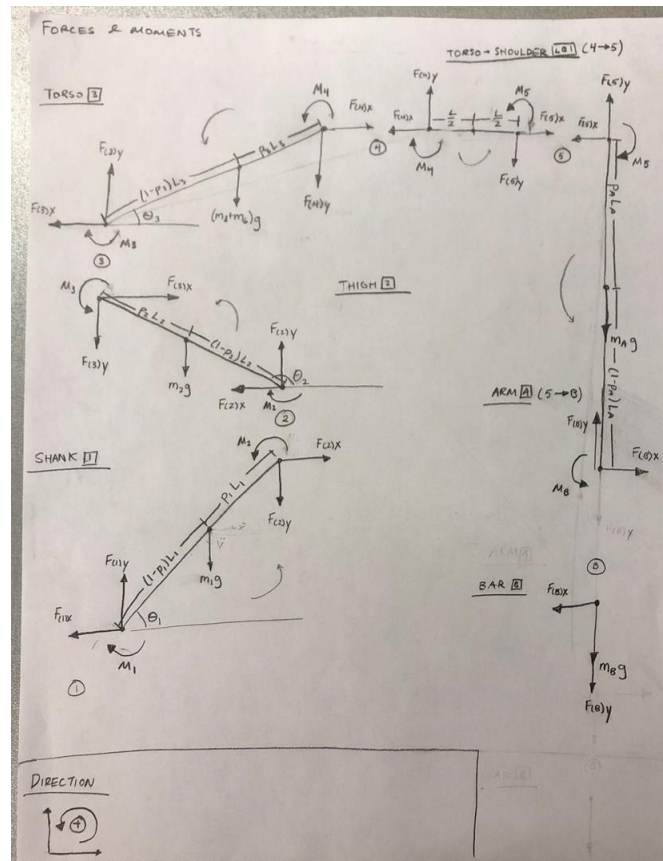 FORCES & MOMENTS
TORSO → SHOULDER (4→5)
TORSO 3
M4
F(4)x
(1-p3)L3
p3L3
F(3)y
F(3)x
θ3
M3
F(4)y
3
4
F(4)y
F(4)x
L/2
L/2
M5
F(5)x
M4
F(5)y
5
F(5)y
F(5)x
M5
pALA
mAg
(1-pA)LA
ARM A (5→B)
F(B)y
F(B)x
MB
F(B)y
B
M3
F(3)x
THIGH 2
p2L2
(1-p2)L2
F(2)y
F(3)y
m2g
F(2)x
θ2
M2
2
SHANK 1
M2
F(2)x
p1L1
(1-p1)L1
F(2)y
m1g
F(1)y
F(1)x
θ1
M1
1
ARM A
BAR B
F(B)x
mBg
F(B)y
DIRECTION
+